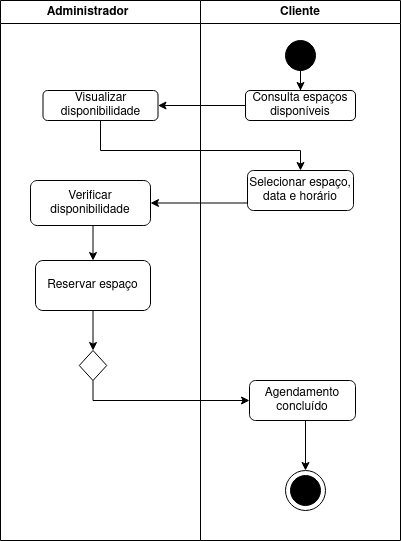 Administrador
Cliente
Consulta espaços
disponíveis
Visualizar
disponibilidade
Selecionar espaço,
data e horário
Verificar
disponibilidade
Reservar espaço
Agendamento
concluído